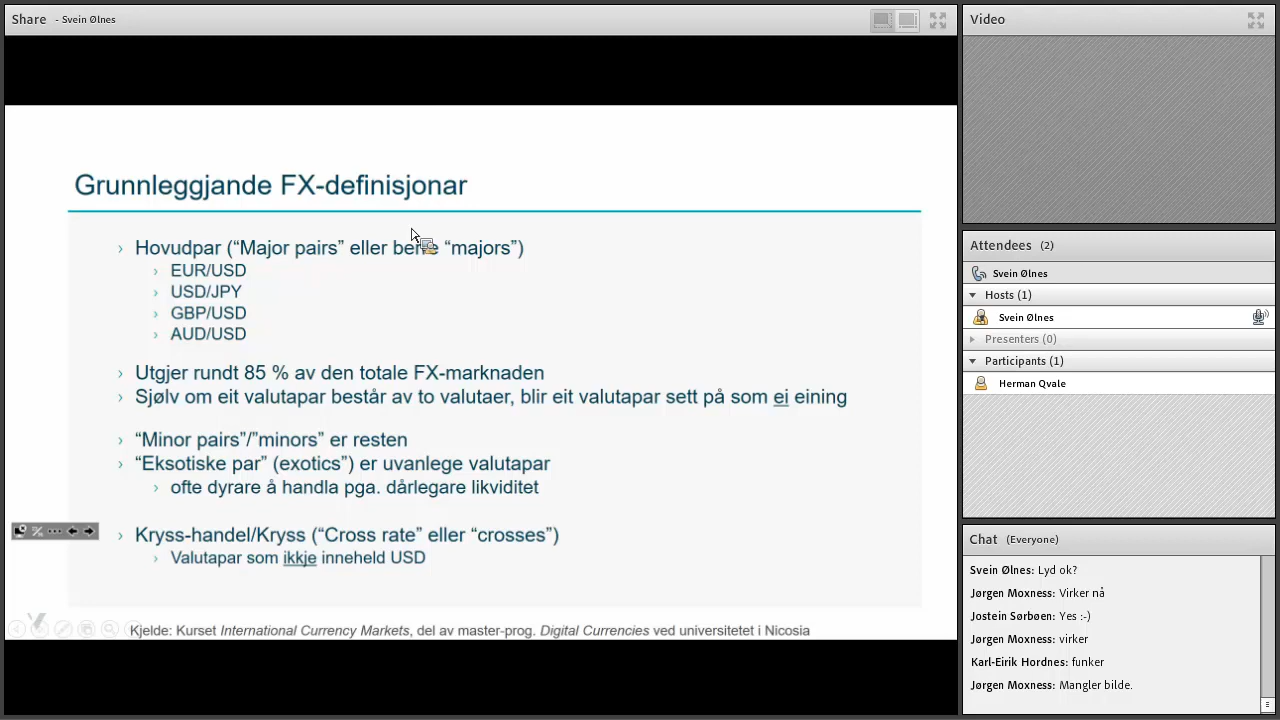 Share - Svein Ølnes
Grunnleggjande FX-definisjonar
Hovudpar (“Major pairs” eller “majors”)
EUR/USD
USD/JPY
GBP/USD
AUD/USD
Utgjer rundt 85 % av den totale FX-marknaden
Sjølv om eit valutapar består av to valutaer, blir eit valutapar sett på som ei eining
“Minor pairs”/”minors” er resten
“Eksotiske par” (exotics”) er uvanlege valutapar
ofte dyrare å handla pga. dårlegare likviditet
Kryss-handel/Kryss (“Cross rate” eller “crosses”)
Valutapar som ikkje inneheld USD
Kjelde: Kurset International Currency Markets, del av master-prog. Digital Currencies ved universitetet i Nicosia
Video
Attendees (2)
Svein Ølnes
Hosts (1)
Svein Ølnes
Presenters (0)
Participants (1)
Herman Qvale
Chat (Everyone)
Svein Ølnes: Lyd ok?
Jørgen Moxness: Virker nå
Jostein Sørbøen: Yes :-)
Jørgen Moxness: virker
Karl-Eirik Hordnes: funker
Jørgen Moxness: Mangler bilde.